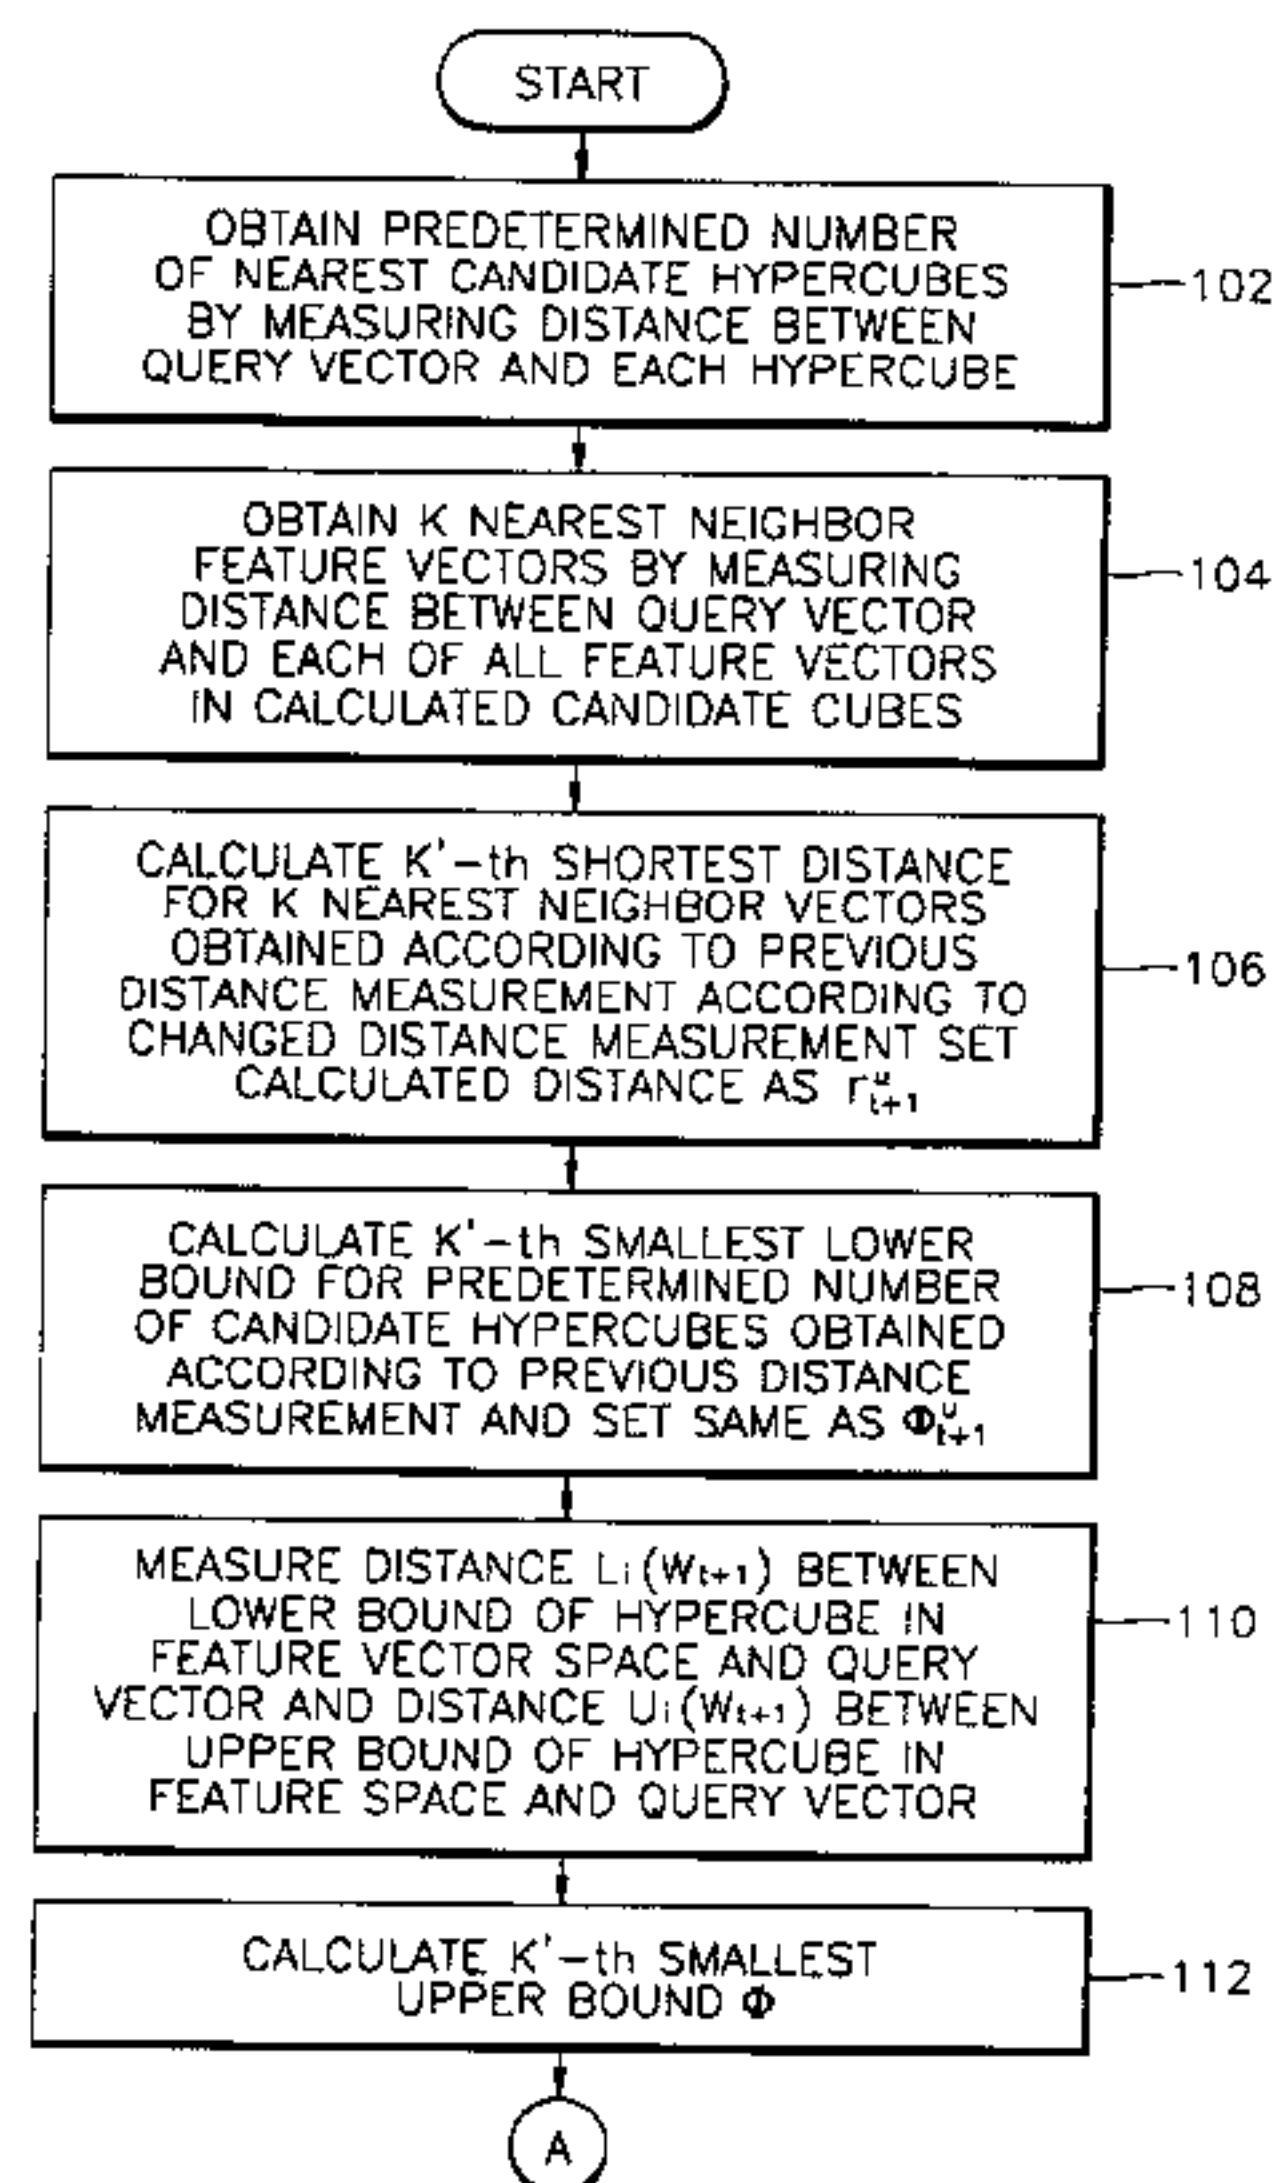 START
OBTAIN PREDETERMINED NUMBER
OF NEAREST CANDIDATE HYPERCUBES
BY MEASURING DISTANCE BETWEEN
QUERY VECTOR AND EACH HYPERCUBE
102
OBTAIN K NEAREST NEIGHBOR
FEATURE VECTORS BY MEASURING
DISTANCE BETWEEN QUERY VECTOR
AND EACH OF ALL FEATURE VECTORS
IN CALCULATED CANDIDATE CUBES
104
CALCULATE K'-th SHORTEST DISTANCE
FOR K NEAREST NEIGHBOR VECTORS
OBTAINED ACCORDING TO PREVIOUS
DISTANCE MEASUREMENT ACCORDING TO
CHANGED DISTANCE MEASUREMENT SET
CALCULATED DISTANCE AS r^u_{t+1}
106
CALCULATE K'-th SMALLEST LOWER
BOUND FOR PREDETERMINED NUMBER
OF CANDIDATE HYPERCUBES OBTAINED
ACCORDING TO PREVIOUS DISTANCE
MEASUREMENT AND SET SAME AS Φ^u_{t+1}
108
MEASURE DISTANCE Li(Wt+1) BETWEEN
LOWER BOUND OF HYPERCUBE IN
FEATURE VECTOR SPACE AND QUERY
VECTOR AND DISTANCE Ui(Wt+1) BETWEEN
UPPER BOUND OF HYPERCUBE IN
FEATURE SPACE AND QUERY VECTOR
110
CALCULATE K'-th SMALLEST
UPPER BOUND Φ
112
A